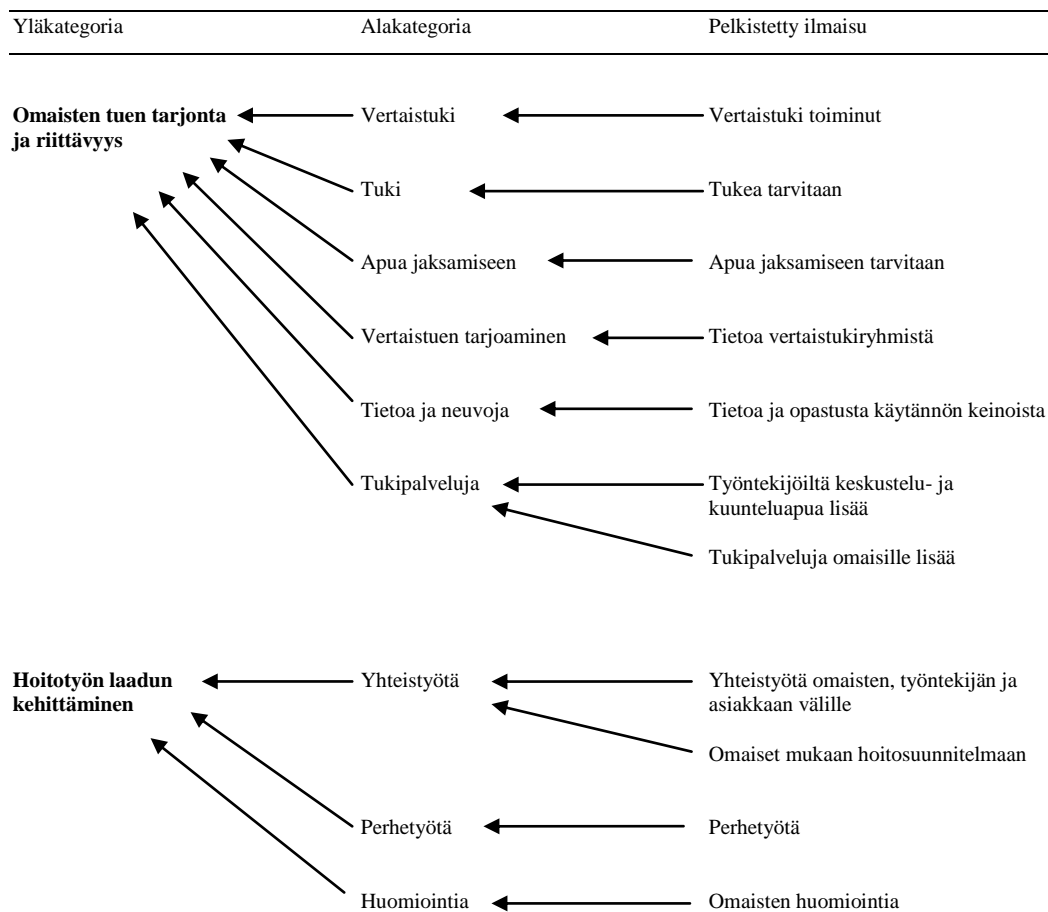 Yläkategoria Alakategoria Pelkistetty ilmaisu
Omaisten tuen tarjonta Vertaistuki Vertaistuki toiminut
ja riittävyys
Tuki Tukea tarvitaan
Apua jaksamiseen Apua jaksamiseen tarvitaan
Vertaistuen tarjoaminen Tietoa vertaistukiryhmistä
Tietoa ja neuvoja Tietoa ja opastusta käytännön keinoista
Tukipalveluja Työntekijöiltä keskustelu- ja
kuunteluapua lisää
Tukipalveluja omaisille lisää
Hoitotyön laadun Yhteistyötä Yhteistyötä omaisten, työntekijän ja
kehittäminen asiakkaan välille
Omaiset mukaan hoitosuunnitelmaan
Perhetyötä Perhetyötä
Huomiointia Omaisten huomiointia